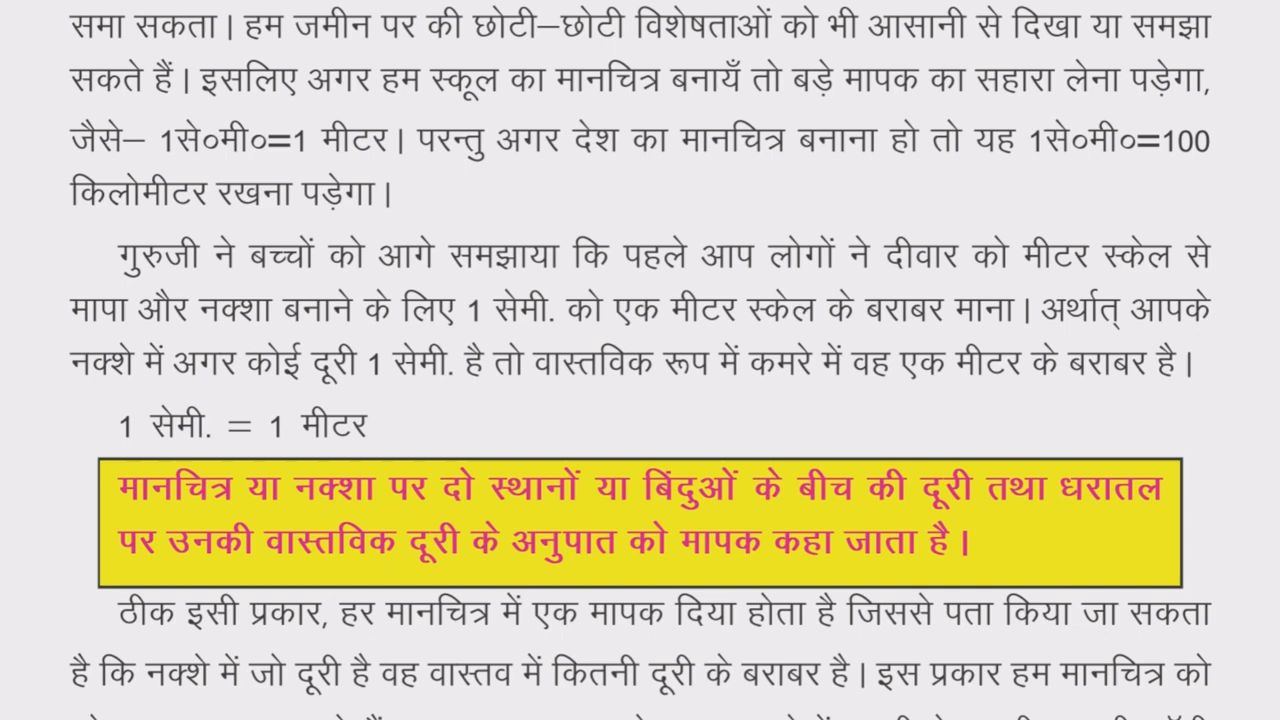 समा सकता। हम जमीन पर की छोटी–छोटी विशेषताओं को भी आसानी से दिखा या समझा
सकते हैं। इसलिए अगर हम स्कूल का मानचित्र बनायँ तो बड़े मापक का सहारा लेना पड़ेगा,
जैसे– 1से०मी०=1 मीटर। परन्तु अगर देश का मानचित्र बनाना हो तो यह 1से०मी०=100
किलोमीटर रखना पड़ेगा।
गुरुजी ने बच्चों को आगे समझाया कि पहले आप लोगों ने दीवार को मीटर स्केल से
मापा और नक्शा बनाने के लिए 1 सेमी. को एक मीटर स्केल के बराबर माना। अर्थात् आपके
नक्शे में अगर कोई दूरी 1 सेमी. है तो वास्तविक रूप में कमरे में वह एक मीटर के बराबर है।
1 सेमी. = 1 मीटर
मानचित्र या नक्शा पर दो स्थानों या बिंदुओं के बीच की दूरी तथा धरातल
पर उनकी वास्तविक दूरी के अनुपात को मापक कहा जाता है।
ठीक इसी प्रकार, हर मानचित्र में एक मापक दिया होता है जिससे पता किया जा सकता
है कि नक्शे में जो दूरी है वह वास्तव में कितनी दूरी के बराबर है। इस प्रकार हम मानचित्र को